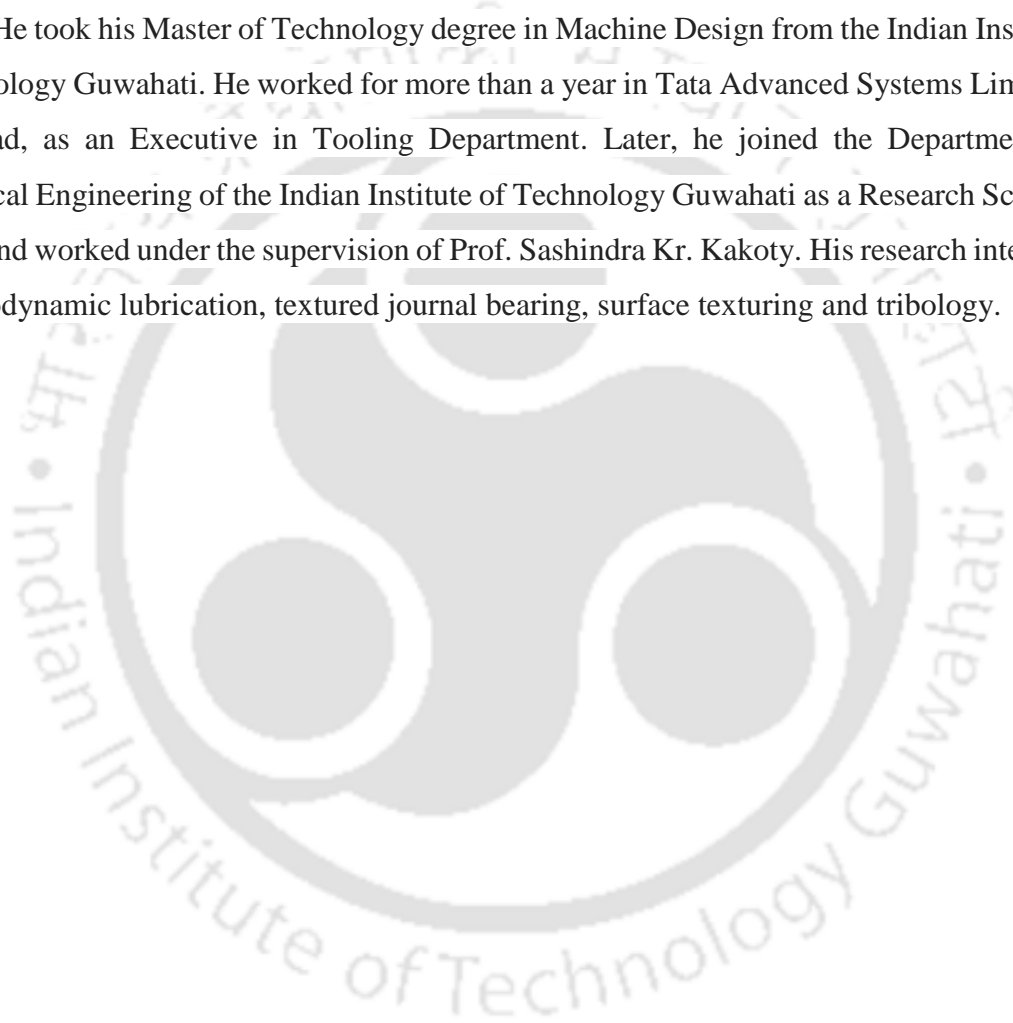 He took his Master of Technology degree in Machine Design from the Indian Ins
ology Guwahati. He worked for more than a year in Tata Advanced Systems Lim
ad, as an Executive in Tooling Department. Later, he joined the Departme
cal Engineering of the Indian Institute of Technology Guwahati as a Research Sc
nd worked under the supervision of Prof. Sashindra Kr. Kakoty. His research inte
odynamic lubrication, textured journal bearing, surface texturing and tribology.
Indian Institute of Technology Guwahati